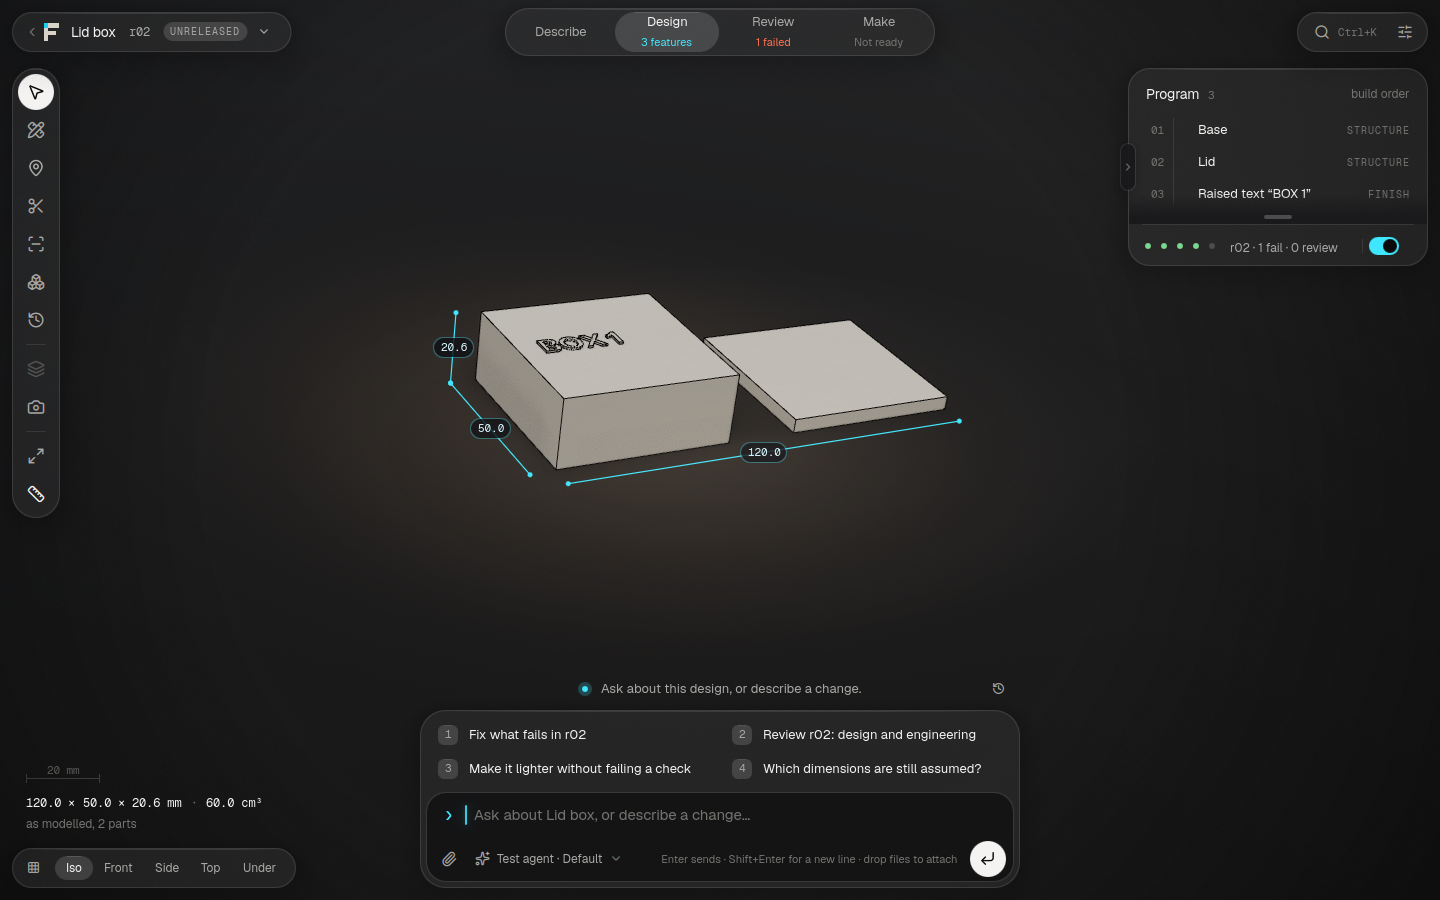 Lid box r02 UNRELEASED
Describe
Design
3 features
Review
1 failed
Make
Not ready
Ctrl+K
Program 3 build order
01 Base STRUCTURE
02 Lid STRUCTURE
03 Raised text “BOX 1” FINISH
r02 · 1 fail · 0 review
BOX 1
20.6
50.0
120.0
Ask about this design, or describe a change.
1 Fix what fails in r02
2 Review r02: design and engineering
3 Make it lighter without failing a check
4 Which dimensions are still assumed?
Ask about Lid box, or describe a change...
Test agent · Default
Enter sends · Shift+Enter for a new line · drop files to attach
20 mm
120.0 × 50.0 × 20.6 mm · 60.0 cm³
as modelled, 2 parts
Iso Front Side Top Under